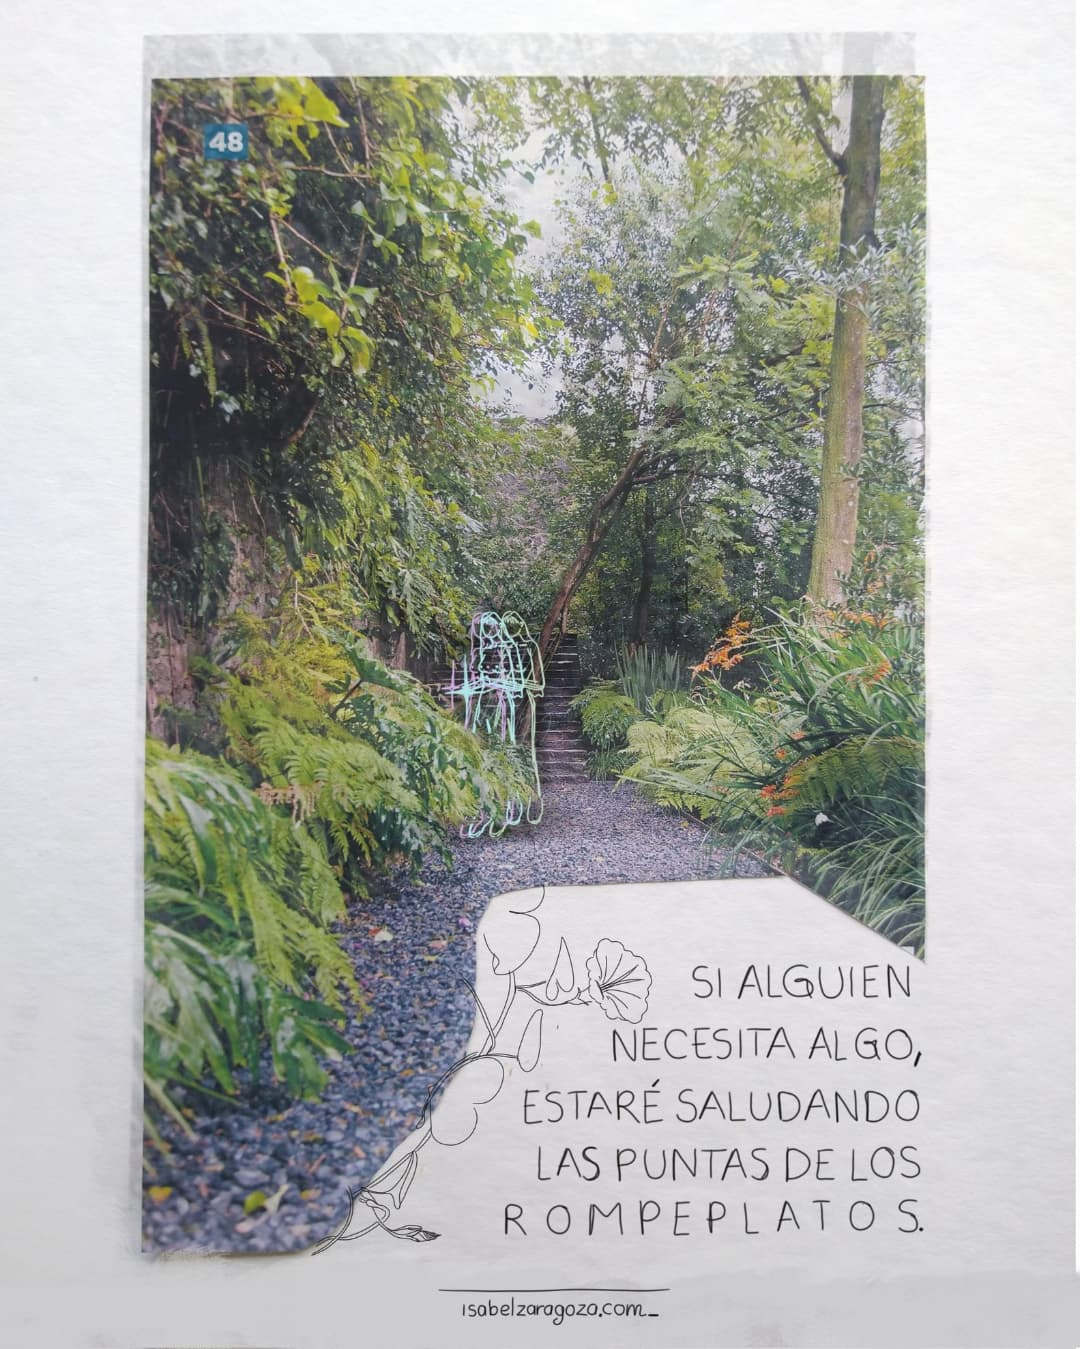 48
SI ALGUIEN
NECESITA ALGO,
ESTARÉ SALUDANDO
LAS PUNTAS DE LOS
ROMPEPLATOS.
isabelzaragoza.com_